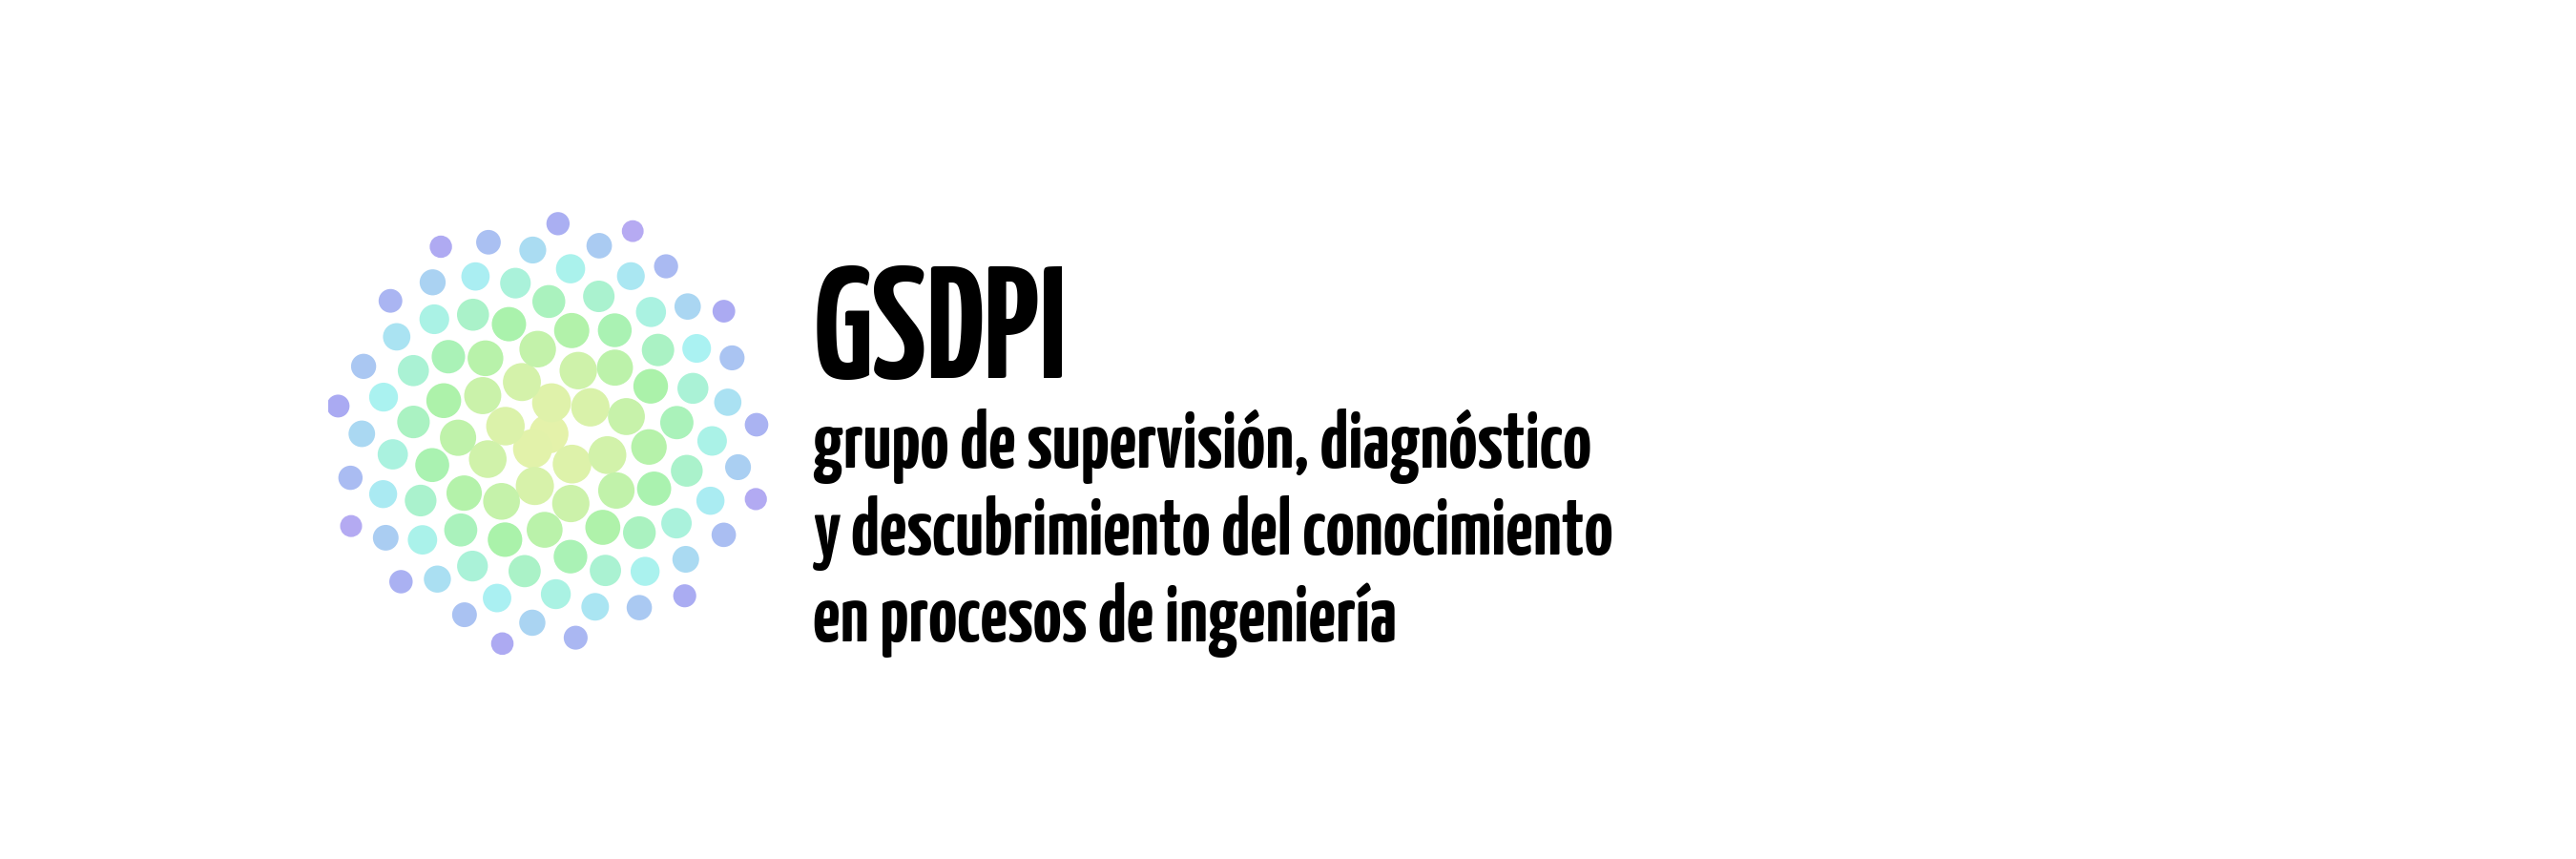 GSDPI
grupo de supervisión, diagnóstico
y descubrimiento del conocimiento
en procesos de ingeniería